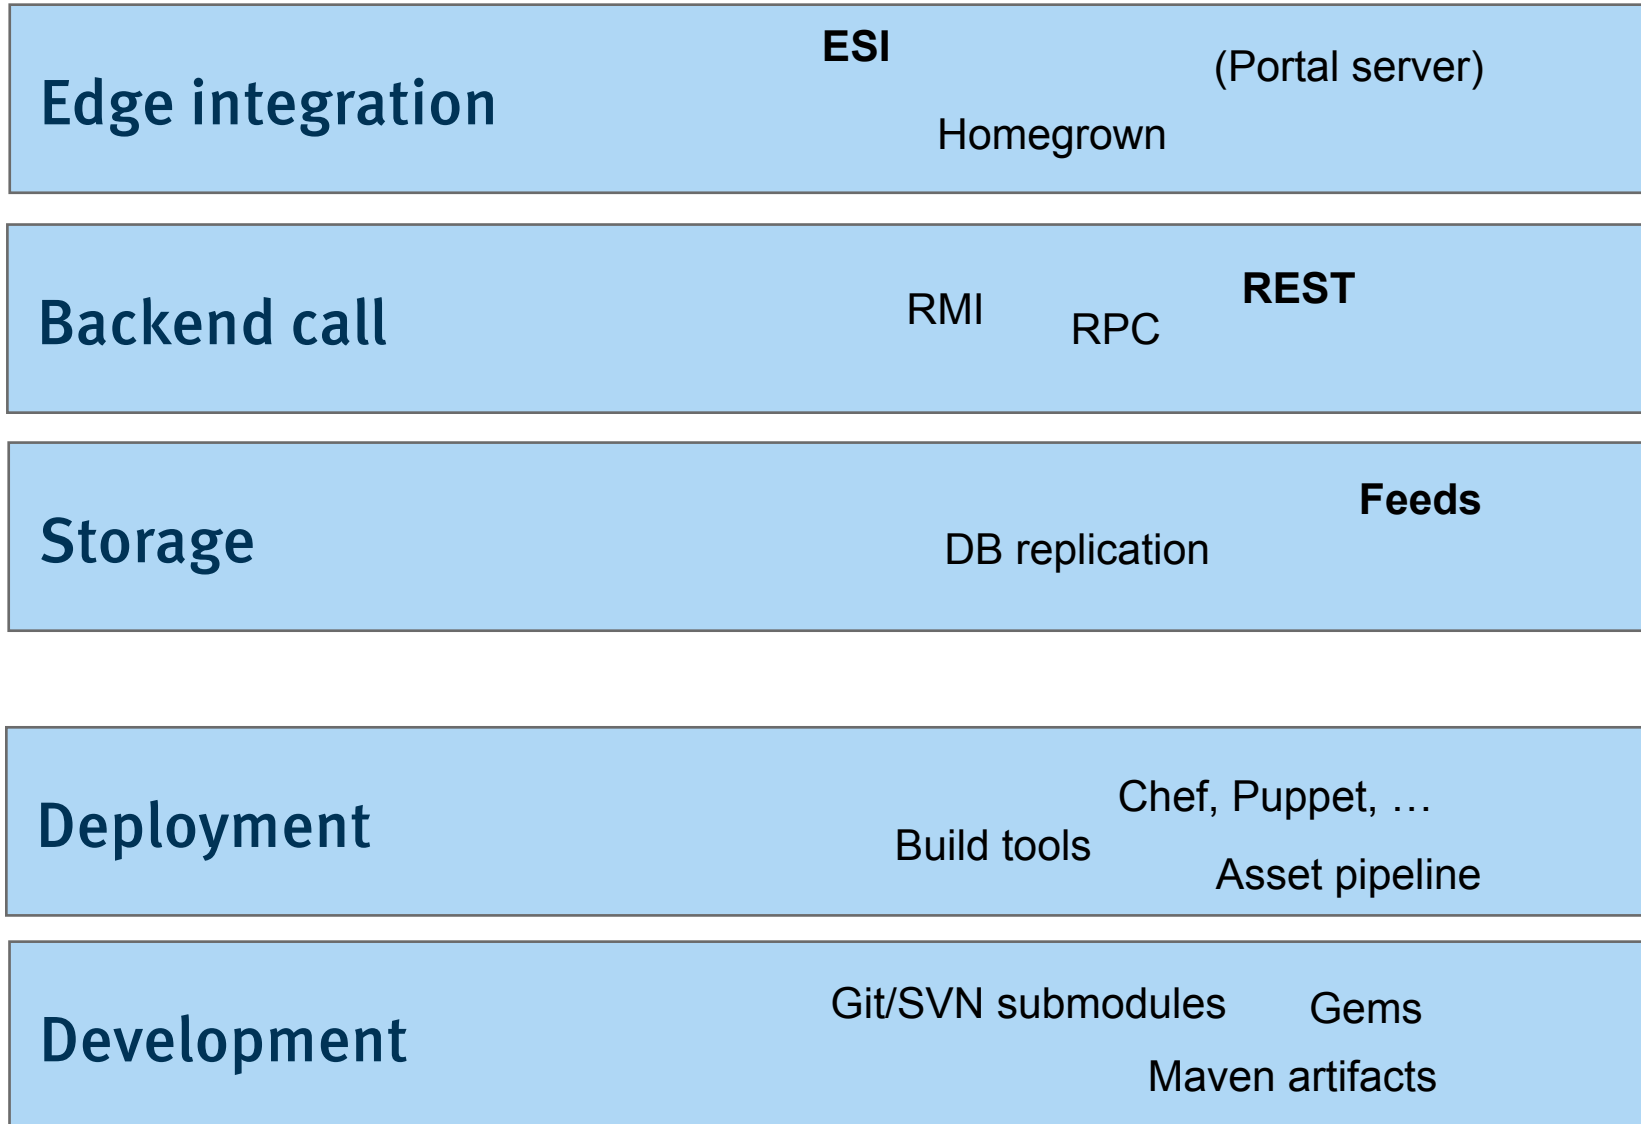 Edge integration
ESI
(Portal server)
Homegrown
Backend call
RMI
RPC
REST
Storage
Feeds
DB replication
Deployment
Chef, Puppet, …
Build tools
Asset pipeline
Development
Git/SVN submodules
Gems
Maven artifacts